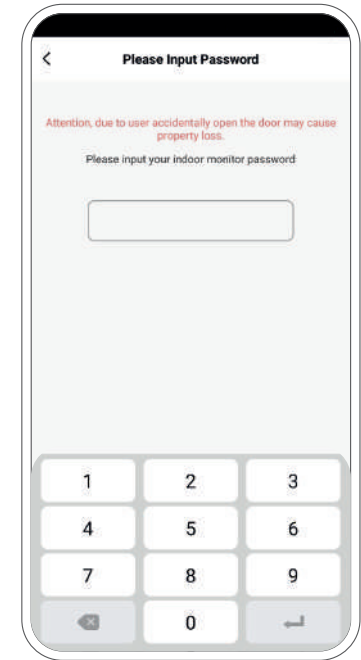 Please Input Password
Attention, due to user accidentally open the door may cause
property loss.
Please input your indoor monitor password
1 2 3
4 5 6
7 8 9
0